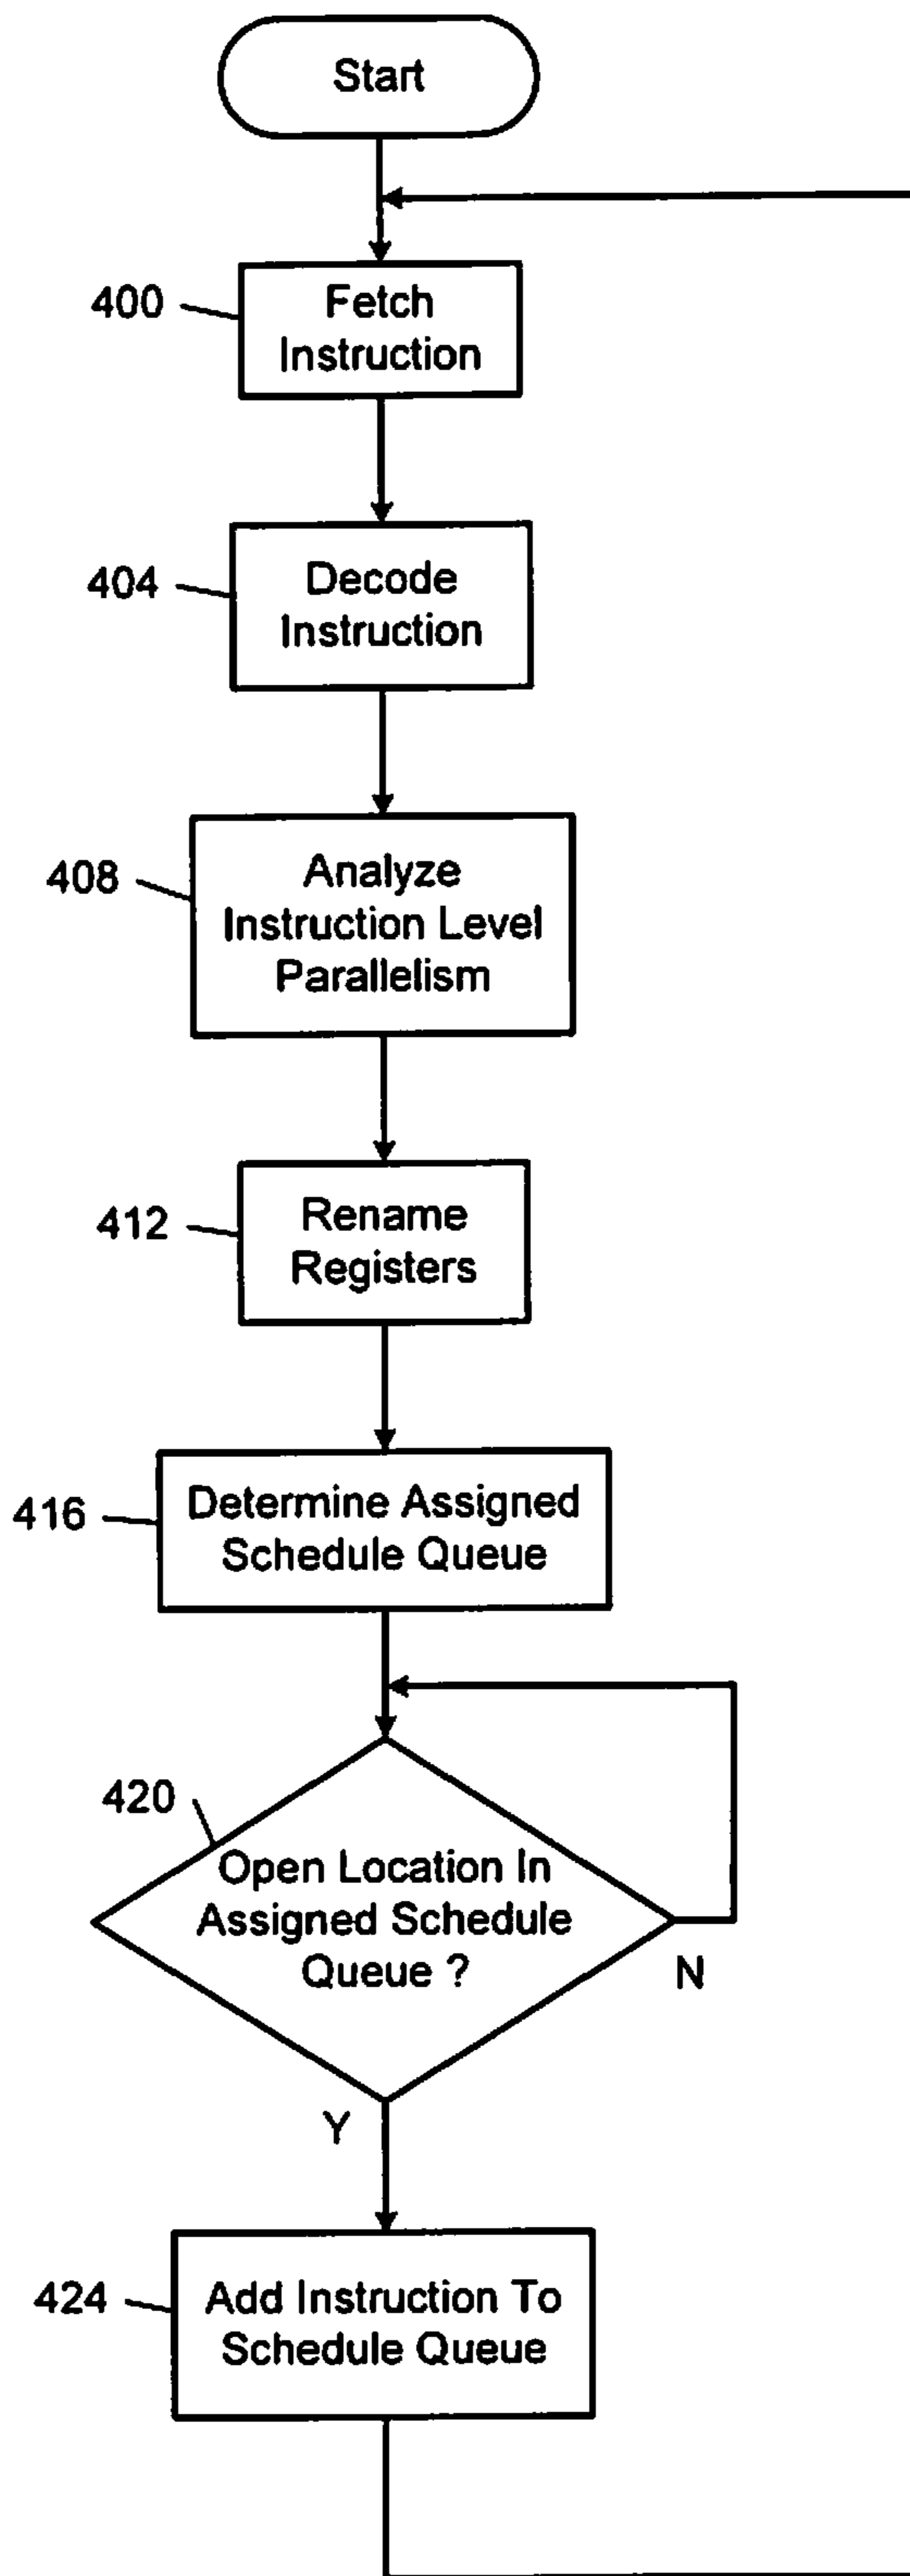 Start
400
Fetch
Instruction
404
Decode
Instruction
408
Analyze
Instruction Level
Parallelism
412
Rename
Registers
416
Determine Assigned
Schedule Queue
420
Open Location In
Assigned Schedule
Queue ?
N
Y
424
Add Instruction To
Schedule Queue